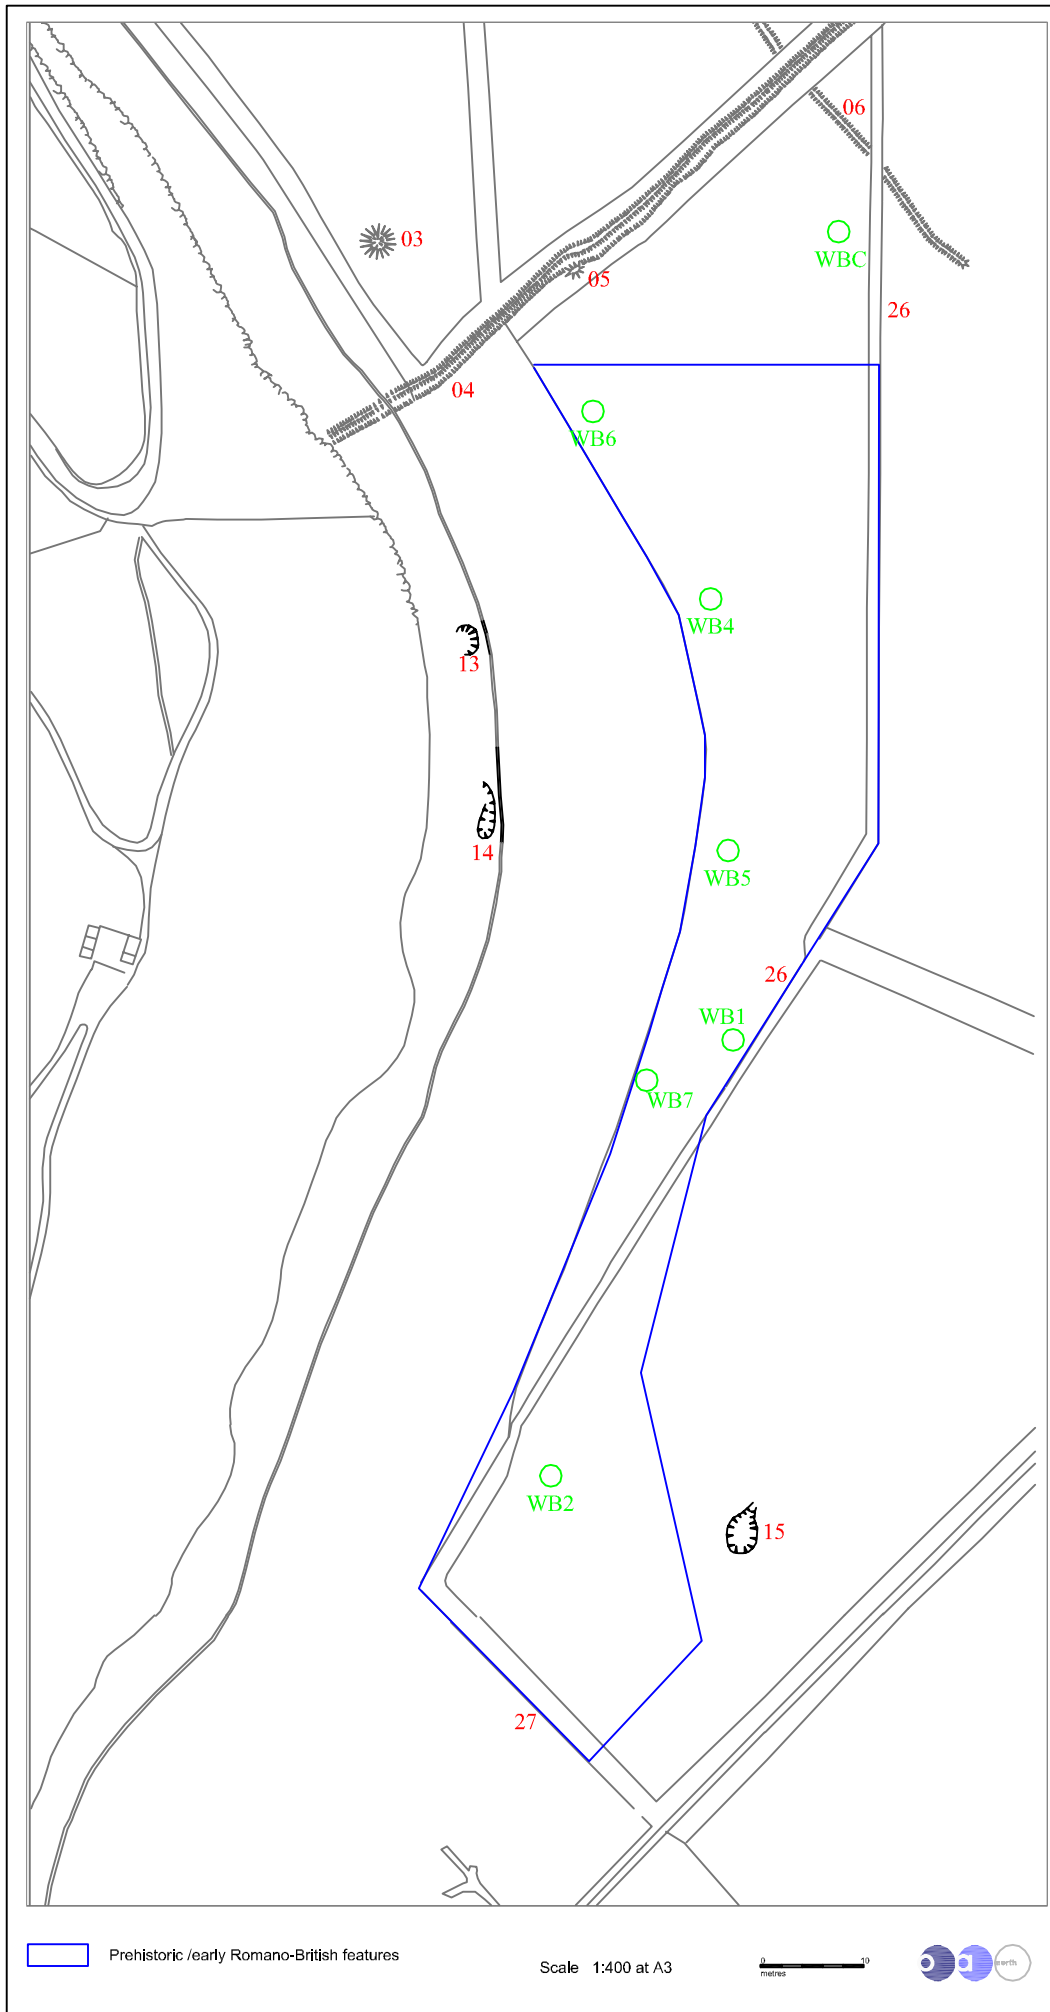 06
03
WBC
05
26
04
WB6
WB4
13
WB5
14
26
WB1
WB7
WB2
15
27
Prehistoric /early Romano-British features
Scale 1:400 at A3
0 10
metres
o a north